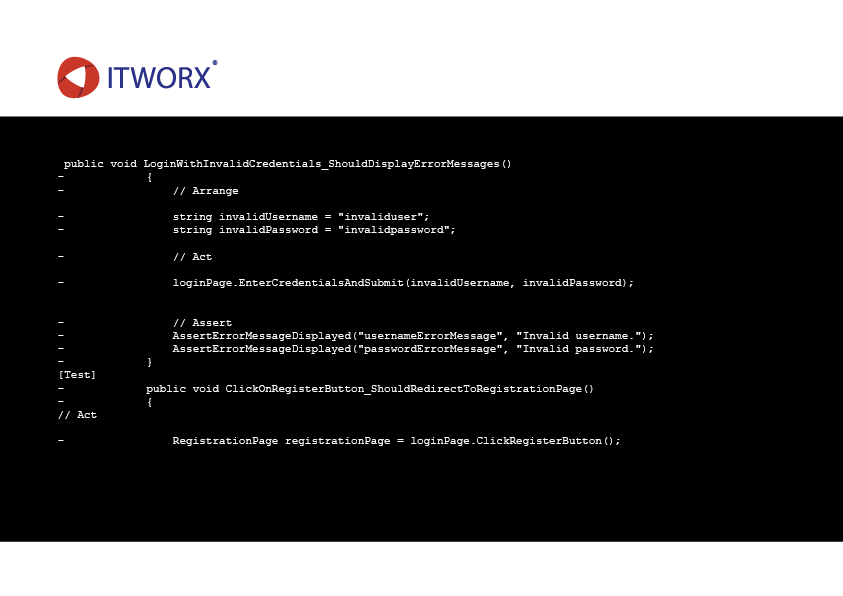 ITWORX®
public void LoginWithInvalidCredentials_ShouldDisplayErrorMessages()
- {
- // Arrange
- string invalidUsername = "invaliduser";
- string invalidPassword = "invalidpassword";
- // Act
- loginPage.EnterCredentialsAndSubmit(invalidUsername, invalidPassword);
- // Assert
- AssertErrorMessageDisplayed("usernameErrorMessage", "Invalid username.");
- AssertErrorMessageDisplayed("passwordErrorMessage", "Invalid password.");
- }
[Test]
- public void ClickOnRegisterButton_ShouldRedirectToRegistrationPage()
- {
// Act
- RegistrationPage registrationPage = loginPage.ClickRegisterButton();